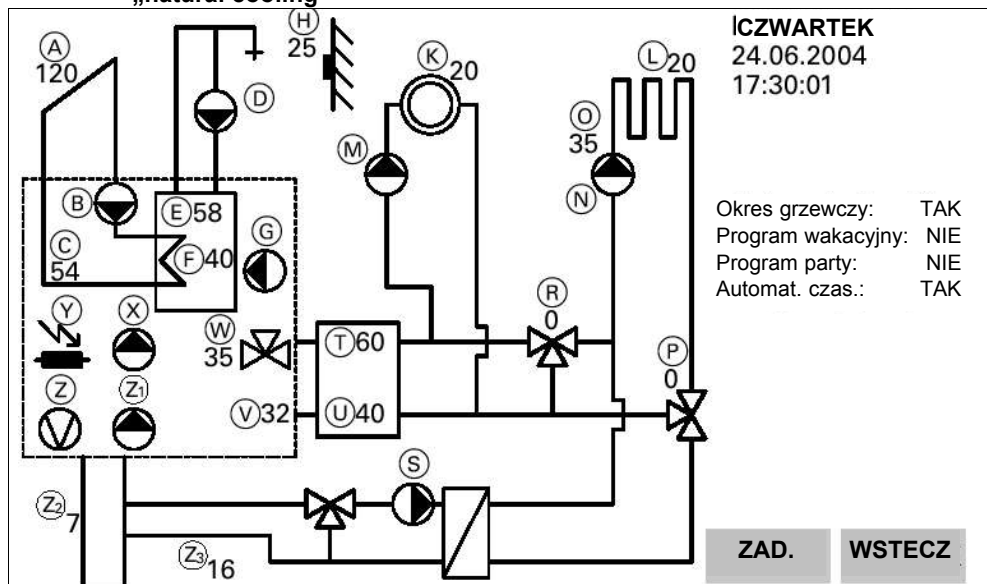 „natural cooling"
A
120
H
25
K
20
L
20
CZWARTEK
24.06.2004
17:30:01
D
O
35
M
N
B
E 58
C
54
F 40
G
Okres grzewczy: TAK
Program wakacyjny: NIE
Program party: NIE
Automat. czas.: TAK
Y
X
W
35
T 60
R
0
P
0
Z
Z1
V 32
U 40
S
Z2
7
Z3
16
ZAD.
WSTECZ